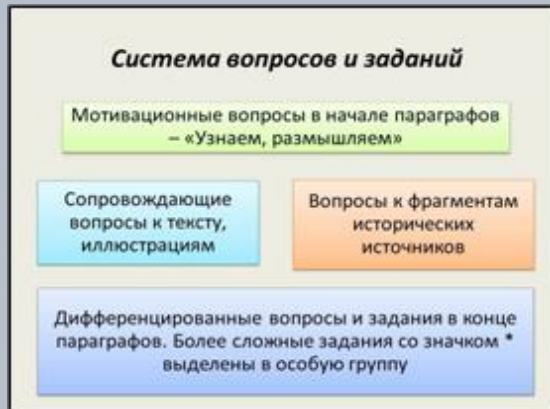 Система вопросов и заданий
Мотивационные вопросы в начале параграфов
– «Узнаем, размышляем»
Сопровождающие
вопросы к тексту,
иллюстрациям
Вопросы к фрагментам
исторических
источников
Дифференцированные вопросы и задания в конце
параграфов. Более сложные задания со значком *
выделены в особую группу